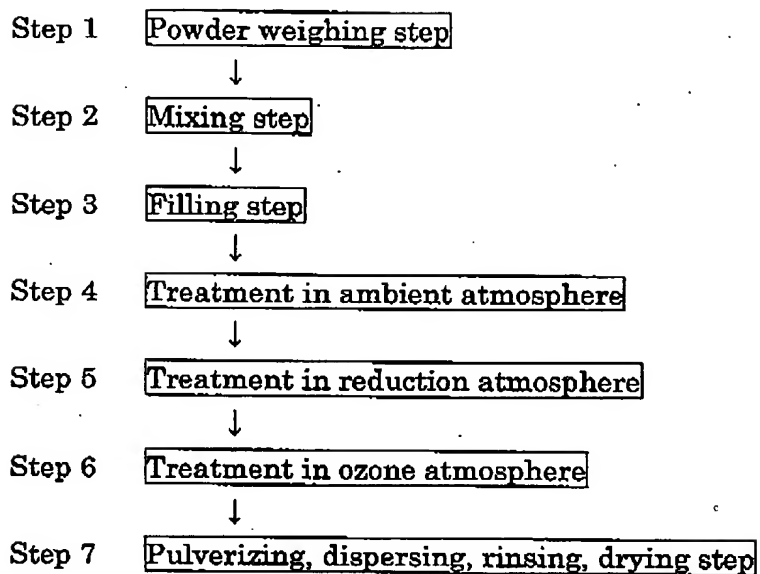 Step 1 Powder weighing step
↓
Step 2 Mixing step
↓
Step 3 Filling step
↓
Step 4 Treatment in ambient atmosphere
↓
Step 5 Treatment in reduction atmosphere
↓
Step 6 Treatment in ozone atmosphere
↓
Step 7 Pulverizing, dispersing, rinsing, drying step